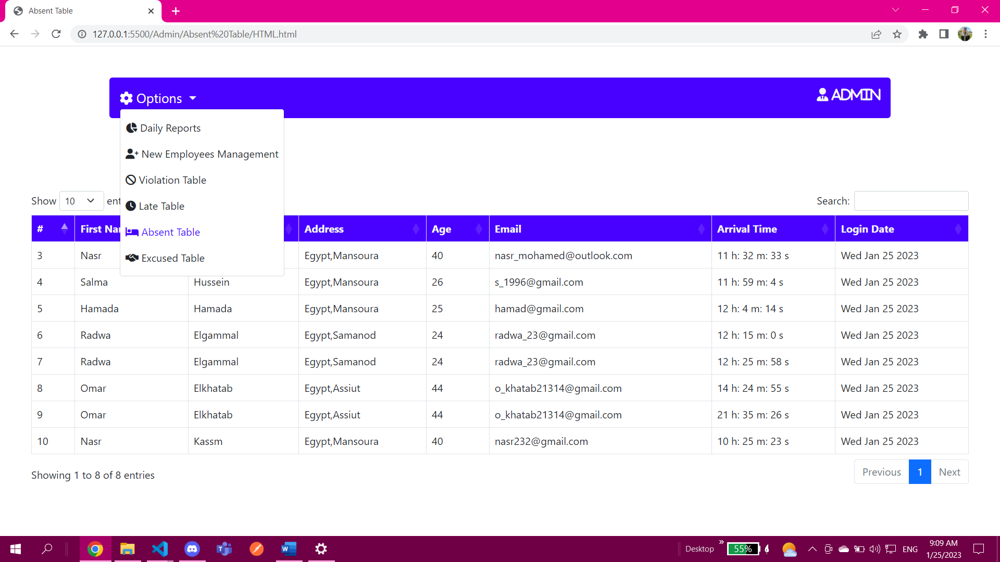 Absent Table
127.0.0.1:5500/Admin/Absent%20Table/HTML.html
Options
ADMIN
Daily Reports
New Employees Management
Violation Table
Late Table
Absent Table
Excused Table
Show 10 ent
Search:
# First Nar Address Age Email Arrival Time Login Date
3 Nasr Egypt,Mansoura 40 nasr_mohamed@outlook.com 11 h: 32 m: 33 s Wed Jan 25 2023
4 Salma Hussein Egypt,Mansoura 26 s_1996@gmail.com 11 h: 59 m: 4 s Wed Jan 25 2023
5 Hamada Hamada Egypt,Mansoura 25 hamad@gmail.com 12 h: 4 m: 14 s Wed Jan 25 2023
6 Radwa Elgammal Egypt,Samanod 24 radwa_23@gmail.com 12 h: 15 m: 0 s Wed Jan 25 2023
7 Radwa Elgammal Egypt,Samanod 24 radwa_23@gmail.com 12 h: 25 m: 58 s Wed Jan 25 2023
8 Omar Elkhatab Egypt,Assiut 44 o_khatab21314@gmail.com 14 h: 24 m: 55 s Wed Jan 25 2023
9 Omar Elkhatab Egypt,Assiut 44 o_khatab21314@gmail.com 21 h: 35 m: 26 s Wed Jan 25 2023
10 Nasr Kassm Egypt,Mansoura 40 nasr232@gmail.com 10 h: 25 m: 23 s Wed Jan 25 2023
Showing 1 to 8 of 8 entries
Previous 1 Next
Desktop
55%
ENG
9:09 AM
1/25/2023